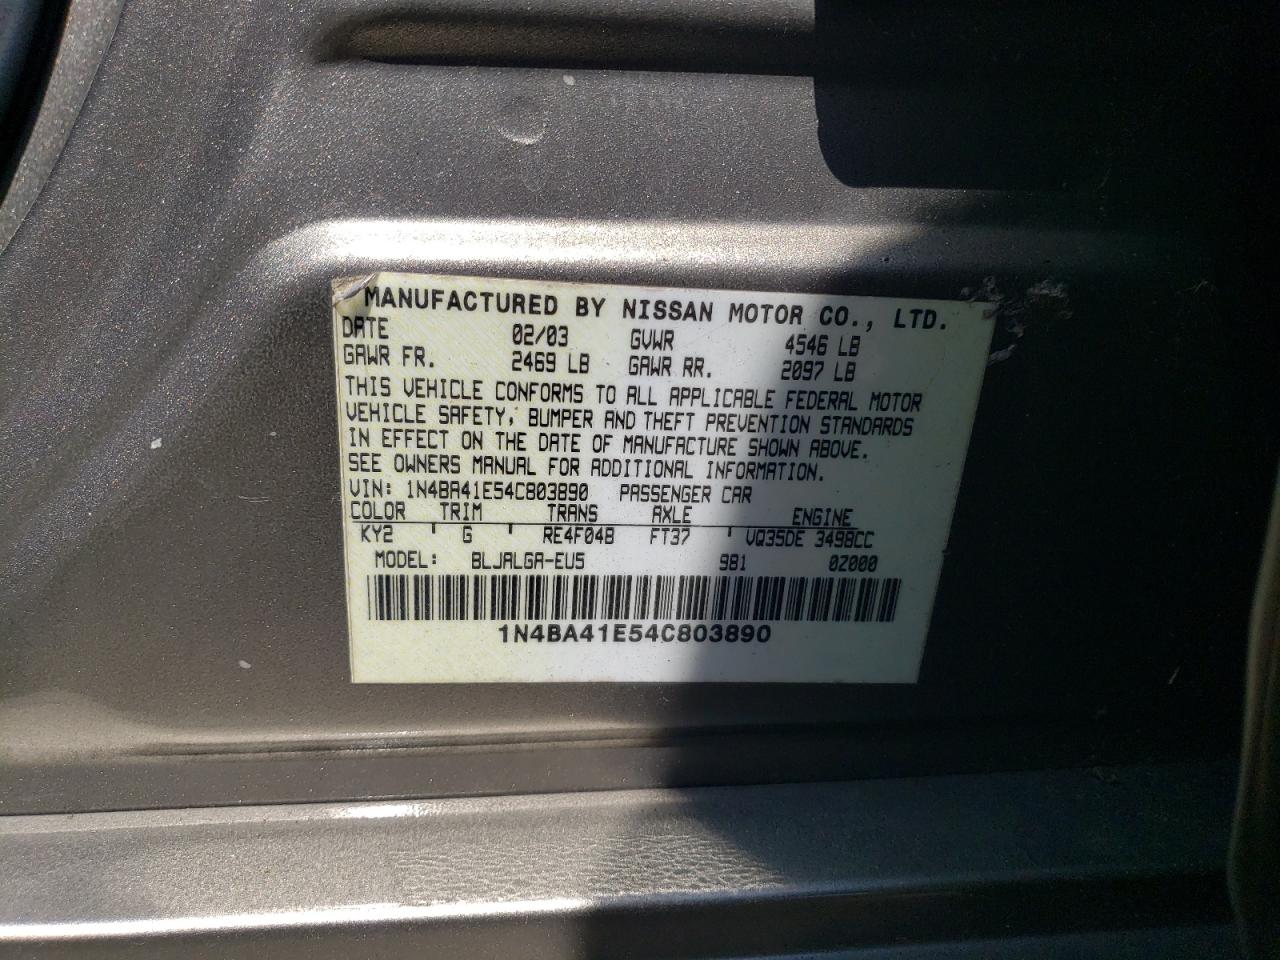 MANUFACTURED BY NISSAN MOTOR CO., LTD.
DATE 02/03 GVWR 4546 LB
GAWR FR. 2469 LB GAWR RR. 2097 LB
THIS VEHICLE CONFORMS TO ALL APPLICABLE FEDERAL MOTOR
VEHICLE SAFETY, BUMPER AND THEFT PREVENTION STANDARDS
IN EFFECT ON THE DATE OF MANUFACTURE SHOWN ABOVE.
SEE OWNERS MANUAL FOR ADDITIONAL INFORMATION.
VIN: 1N4BA41E54C803890 PASSENGER CAR
COLOR TRIM TRANS AXLE ENGINE
KY2 G RE4F04B FT37 VQ35DE 3498CC
MODEL: BLJALGA-EU5 981 0Z000
1N4BA41E54C803890